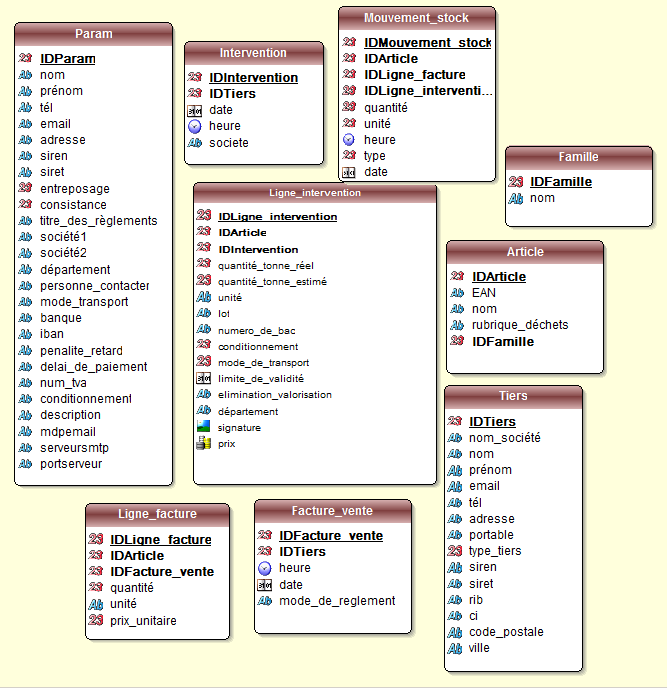 Param
IDParam
nom
prénom
tél
email
adresse
siren
siret
entreposage
consistance
titre_des_règlements
société1
société2
département
personne_contacter
mode_transport
banque
iban
penalite_retard
delai_de_paiement
num_tva
conditionnement
description
mdpemail
serveursmtp
portserveur
Intervention
IDIntervention
IDTiers
date
heure
societe
Mouvement_stock
IDMouvement_stock
IDArticle
IDLigne_facture
IDLigne_interventi...
quantité
unité
heure
type
date
Famille
IDFamille
nom
Ligne_intervention
IDLigne_intervention
IDArticle
IDIntervention
quantité_tonne_réel
quantité_tonne_estimé
unité
lot
numero_de_bac
conditionnement
mode_de_transport
limite_de_validité
elimination_valorisation
département
signature
prix
Article
IDArticle
EAN
nom
rubrique_déchets
IDFamille
Tiers
IDTiers
nom_société
nom
prénom
email
tél
adresse
portable
type_tiers
siren
siret
rib
ci
code_postale
ville
Ligne_facture
IDLigne_facture
IDArticle
IDFacture_vente
quantité
unité
prix_unitaire
Facture_vente
IDFacture_vente
IDTiers
heure
date
mode_de_reglement